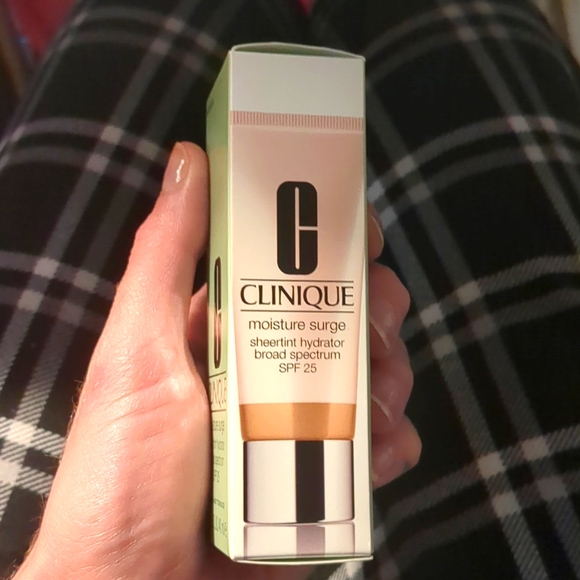 C
CLINIQUE
moisture surge
sheertint hydrator
broad spectrum
SPF 25